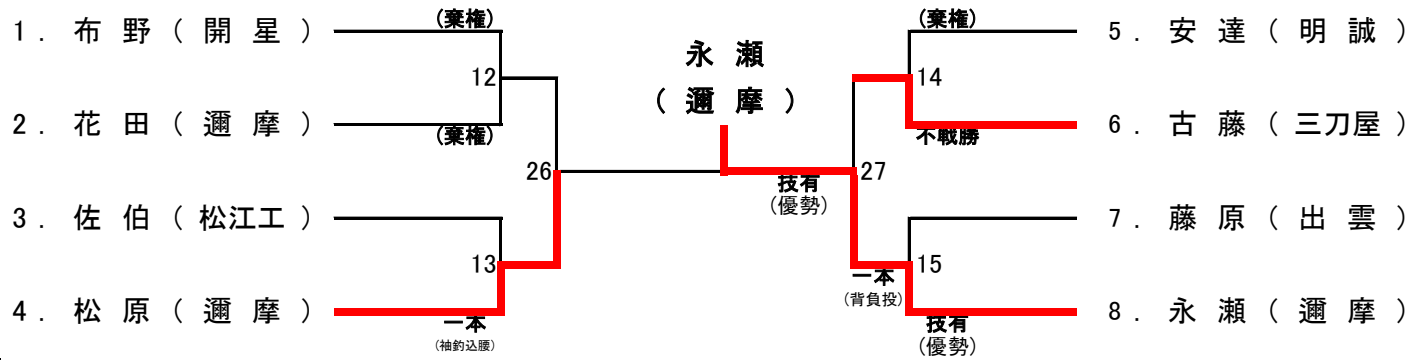 1. 布野(開星)
(棄権)
12
2. 花田(邇摩)
(棄権)
26
3. 佐伯(松江工)
13
4. 松原(邇摩)
一本
(袖釣込腰)
永瀬
(邇摩)
技有
(優勢)
5. 安達(明誠)
(棄権)
14
6. 古藤(三刀屋)
不戦勝
27
7. 藤原(出雲)
15
一本
(背負投)
8. 永瀬(邇摩)
技有
(優勢)